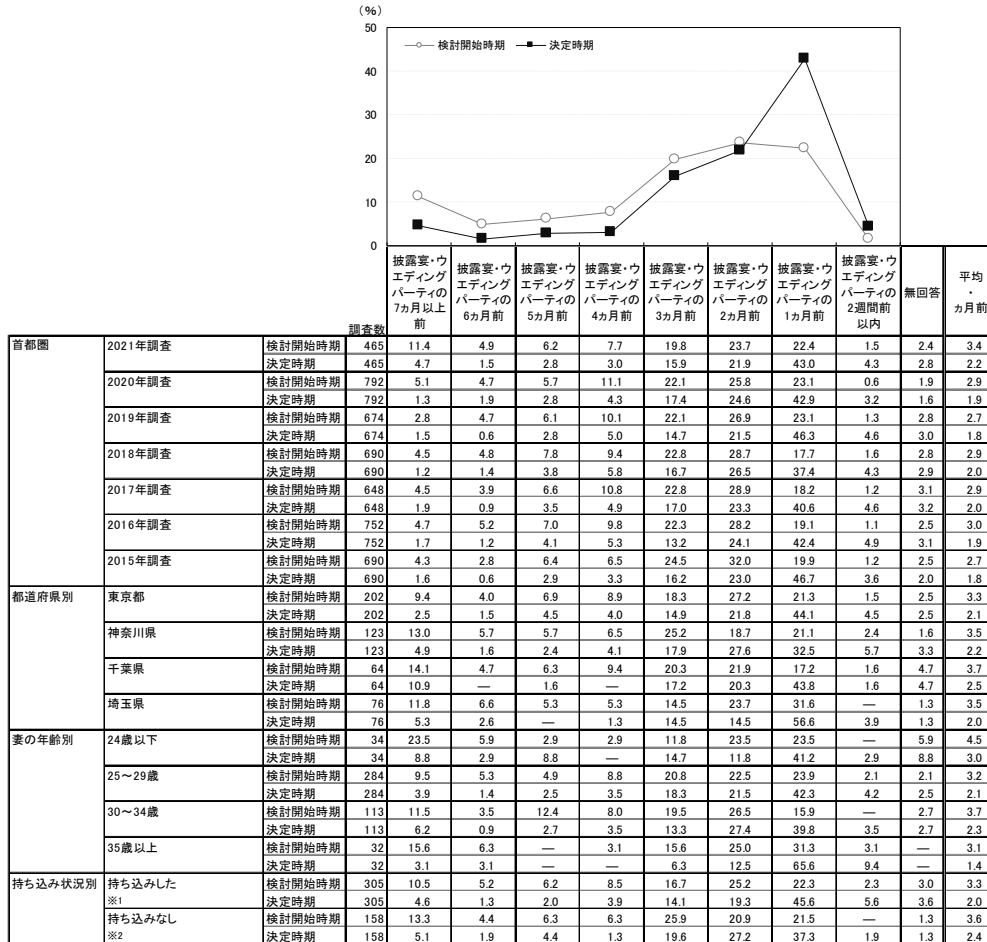 （%）
50
40
30
20
10
0
検討開始時期 決定時期
調査数
披露宴・ウ
エディング
パーティの
7ヵ月以上
前
披露宴・ウ
エディング
パーティの
6ヵ月前
披露宴・ウ
エディング
パーティの
5ヵ月前
披露宴・ウ
エディング
パーティの
4ヵ月前
披露宴・ウ
エディング
パーティの
3ヵ月前
披露宴・ウ
エディング
パーティの
2ヵ月前
披露宴・ウ
エディング
パーティの
1ヵ月前
披露宴・ウ
エディング
パーティの
2週間前
以内
無回答
平均
・
ヵ月前
首都圏 2021年調査 検討開始時期 465 11.4 4.9 6.2 7.7 19.8 23.7 22.4 1.5 2.4 3.4
決定時期 465 4.7 1.5 2.8 3.0 15.9 21.9 43.0 4.3 2.8 2.2
2020年調査 検討開始時期 792 5.1 4.7 5.7 11.1 22.1 25.8 23.1 0.6 1.9 2.9
決定時期 792 1.3 1.9 2.8 4.3 17.4 24.6 42.9 3.2 1.6 1.9
2019年調査 検討開始時期 674 2.8 4.7 6.1 10.1 22.1 26.9 23.1 1.3 2.8 2.7
決定時期 674 1.5 0.6 2.8 5.0 14.7 21.5 46.3 4.6 3.0 1.8
2018年調査 検討開始時期 690 4.5 4.8 7.8 9.4 22.8 28.7 17.7 1.6 2.8 2.9
決定時期 690 1.2 1.4 3.8 5.8 16.7 26.5 37.4 4.3 2.9 2.0
2017年調査 検討開始時期 648 4.5 3.9 6.6 10.8 22.8 28.9 18.2 1.2 3.1 2.9
決定時期 648 1.9 0.9 3.5 4.9 17.0 23.3 40.6 4.6 3.2 2.0
2016年調査 検討開始時期 752 4.7 5.2 7.0 9.8 22.3 28.2 19.1 1.1 2.5 3.0
決定時期 752 1.7 1.2 4.1 5.3 13.2 24.1 42.4 4.9 3.1 1.9
2015年調査 検討開始時期 690 4.3 2.8 6.4 6.5 24.5 32.0 19.9 1.2 2.5 2.7
決定時期 690 1.6 0.6 2.9 3.3 16.2 23.0 46.7 3.6 2.0 1.8
都道府県別 東京都 検討開始時期 202 9.4 4.0 6.9 8.9 18.3 27.2 21.3 1.5 2.5 3.3
決定時期 202 2.5 1.5 4.5 4.0 14.9 21.8 44.1 4.5 2.5 2.1
神奈川県 検討開始時期 123 13.0 5.7 5.7 6.5 25.2 18.7 21.1 2.4 1.6 3.5
決定時期 123 4.9 1.6 2.4 4.1 17.9 27.6 32.5 5.7 3.3 2.2
千葉県 検討開始時期 64 14.1 4.7 6.3 9.4 20.3 21.9 17.2 1.6 4.7 3.7
決定時期 64 10.9 — 1.6 — 17.2 20.3 43.8 1.6 4.7 2.5
埼玉県 検討開始時期 76 11.8 6.6 5.3 5.3 14.5 23.7 31.6 — 1.3 3.5
決定時期 76 5.3 2.6 — 1.3 14.5 14.5 56.6 3.9 1.3 2.0
妻の年齢別 24歳以下 検討開始時期 34 23.5 5.9 2.9 2.9 11.8 23.5 23.5 — 5.9 4.5
決定時期 34 8.8 2.9 8.8 — 14.7 11.8 41.2 2.9 8.8 3.0
25～29歳 検討開始時期 284 9.5 5.3 4.9 8.8 20.8 22.5 23.9 2.1 2.1 3.2
決定時期 284 3.9 1.4 2.5 3.5 18.3 21.5 42.3 4.2 2.5 2.1
30～34歳 検討開始時期 113 11.5 3.5 12.4 8.0 19.5 26.5 15.9 — 2.7 3.7
決定時期 113 6.2 0.9 2.7 3.5 13.3 27.4 39.8 3.5 2.7 2.3
35歳以上 検討開始時期 32 15.6 6.3 — 3.1 15.6 25.0 31.3 3.1 — 3.1
決定時期 32 3.1 3.1 — — 6.3 12.5 65.6 9.4 — 1.4
持ち込み状況別 持ち込みした 検討開始時期 305 10.5 5.2 6.2 8.5 16.7 25.2 22.3 2.3 3.0 3.3
※1 決定時期 305 4.6 1.3 2.0 3.9 14.1 19.3 45.6 5.6 3.6 2.0
持ち込みなし 検討開始時期 158 13.3 4.4 6.3 6.3 25.9 20.9 21.5 — 1.3 3.6
※2 決定時期 158 5.1 1.9 4.4 1.3 19.6 27.2 37.3 1.9 1.3 2.4